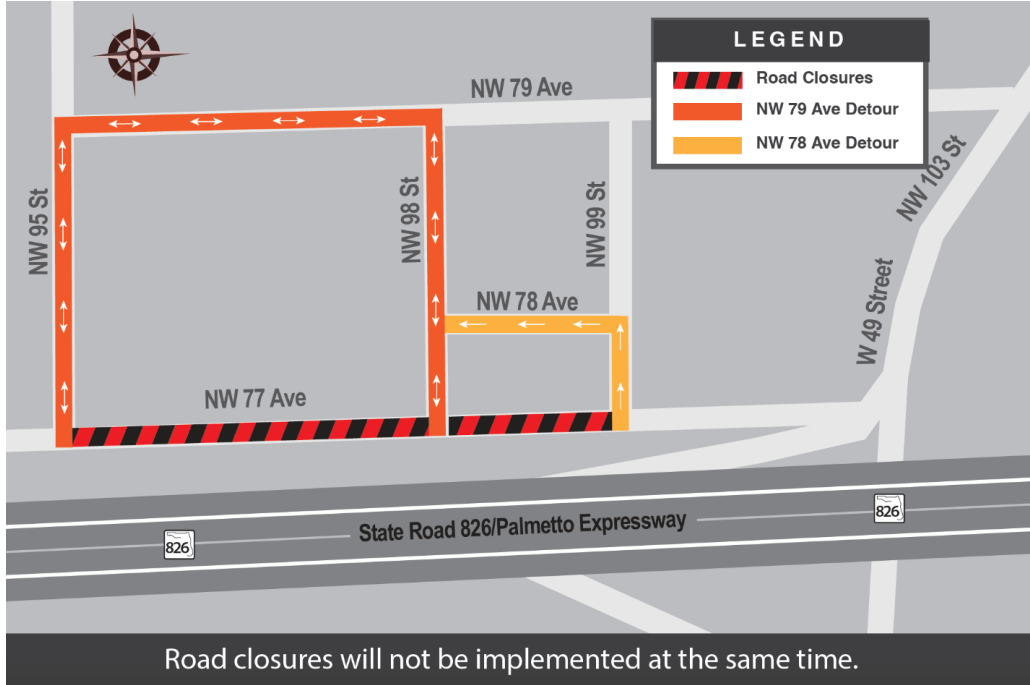 LEGEND
Road Closures
NW 79 Ave Detour
NW 78 Ave Detour
NW 79 Ave
NW 95 St
NW 98 St
NW 99 St
NW 103 St
NW 78 Ave
W 49 Street
NW 77 Ave
State Road 826/Palmetto Expressway
826
826
Road closures will not be implemented at the same time.